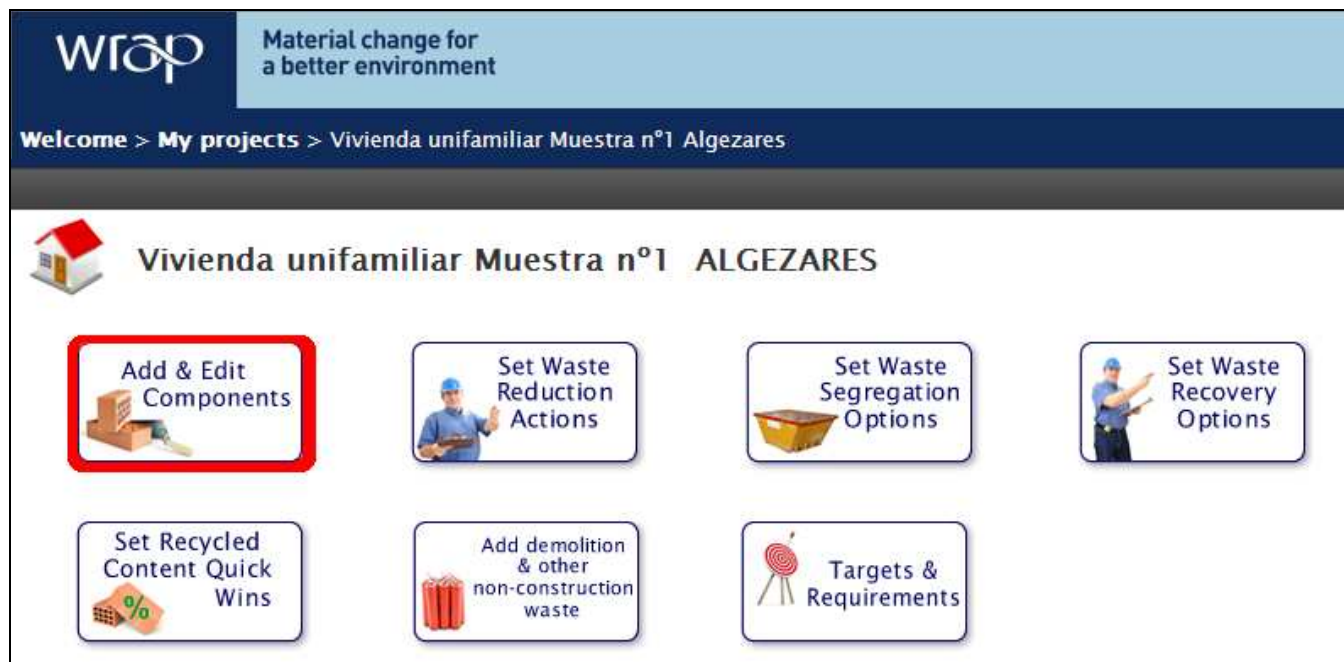 wrap
Material change for
a better environment
Welcome > My projects > Vivienda unifamiliar Muestra nº1 Algezares
Vivienda unifamiliar Muestra nº1 ALGEZARES
Add & Edit
Components
Set Waste
Reduction
Actions
Set Waste
Segregation
Options
Set Waste
Recovery
Options
Set Recycled
Content Quick
Wins
%
Add demolition
& other
non-construction
waste
Targets &
Requirements